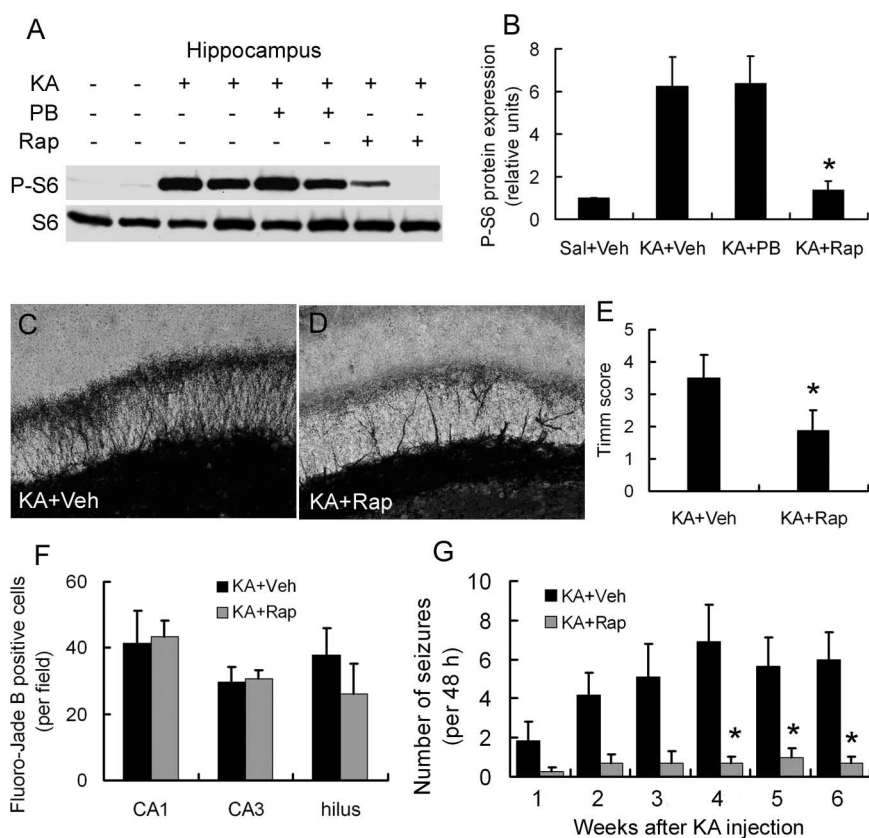 A
Hippocampus
KA - - + + + + + +
PB - - - - + + - -
Rap - - - - - - + +
P-S6
S6
B
P-S6 protein expression
(relative units)
8
6
4
2
0
*
Sal+Veh KA+Veh KA+PB KA+Rap
C
KA+Veh
D
KA+Rap
E
Timm score
5
4
3
2
1
0
*
KA+Veh KA+Rap
F
Fluoro-Jade B positive cells
(per field)
60
40
20
0
KA+Veh
KA+Rap
CA1 CA3 hilus
G
Number of seizures
(per 48 h)
10
8
6
4
2
0
KA+Veh
KA+Rap
* * *
1 2 3 4 5 6
Weeks after KA injection